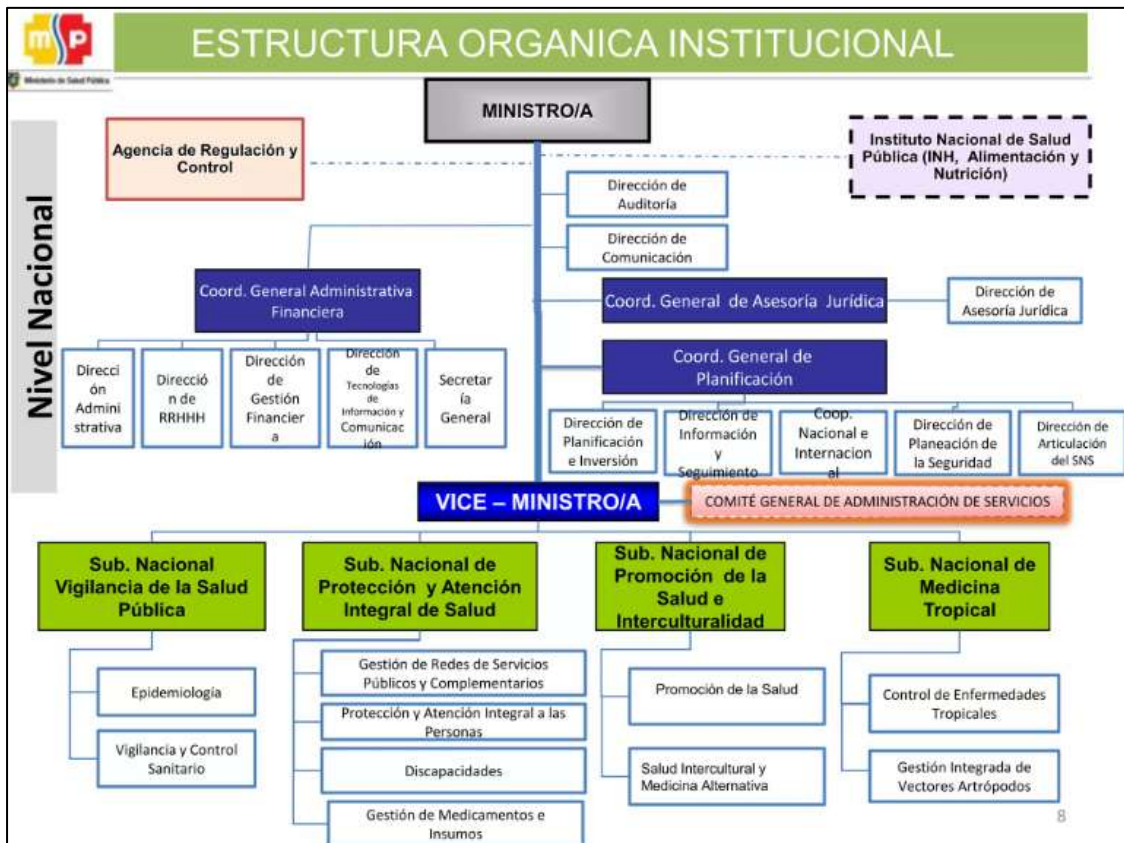 mSP
Ministerio de Salud Pública
ESTRUCTURA ORGANICA INSTITUCIONAL
Nivel Nacional
MINISTRO/A
Agencia de Regulación y
Control
Instituto Nacional de Salud
Pública (INH, Alimentación y
Nutrición)
Dirección de
Auditoría
Dirección de
Comunicación
Coord. General Administrativa
Financiera
Coord. General de Asesoría Jurídica
Dirección de
Asesoría Jurídica
Coord. General de
Planificación
Direcci
ón
Admini
strativa
Direcció
n de
RRHHH
Dirección
de
Gestión
Financier
a
Dirección
de
Tecnologías
de
Información y
Comunicac
ión
Secretar
ía
General
Dirección de
Planificación
e Inversión
Dirección de
Información
y
Seguimiento
Coop.
Nacional e
Internacion
al
Dirección de
Planeación de
la Seguridad
Dirección de
Articulación
del SNS
VICE – MINISTRO/A
COMITÉ GENERAL DE ADMINISTRACIÓN DE SERVICIOS
Sub. Nacional
Vigilancia de la Salud
Pública
Sub. Nacional de
Protección y Atención
Integral de Salud
Sub. Nacional de
Promoción de la
Salud e
Interculturalidad
Sub. Nacional de
Medicina
Tropical
Epidemiología
Vigilancia y Control
Sanitario
Gestión de Redes de Servicios
Públicos y Complementarios
Protección y Atención Integral a las
Personas
Discapacidades
Gestión de Medicamentos e
Insumos
Promoción de la Salud
Salud Intercultural y
Medicina Alternativa
Control de Enfermedades
Tropicales
Gestión Integrada de
Vectores Artrópodos
8